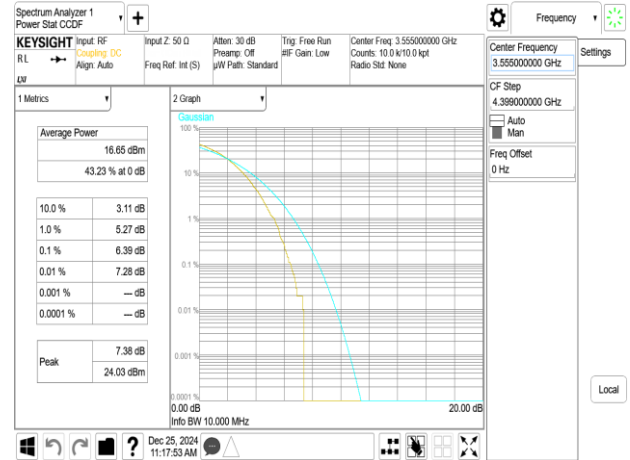 Spectrum Analyzer 1
Power Stat CCDF
Frequency
KEYSIGHT
Input: RF
Coupling: DC
Align: Auto
Input Z: 50 Ω
Freq Ref: Int (S)
Atten: 30 dB
Preamp: Off
µW Path: Standard
Trig: Free Run
#IF Gain: Low
Center Freq: 3.555000000 GHz
Counts: 10.0 k/10.0 kpt
Radio Std: None
RL
LXI
Center Frequency
3.555000000 GHz
Settings
CF Step
4.399000000 GHz
Auto
Man
Freq Offset
0 Hz
1 Metrics
2 Graph
Average Power
16.65 dBm
43.23 % at 0 dB
10.0 % 3.11 dB
1.0 % 5.27 dB
0.1 % 6.39 dB
0.01 % 7.28 dB
0.001 % --- dB
0.0001 % --- dB
Peak
7.38 dB
24.03 dBm
Gaussian
100 %
10 %
1 %
0.1 %
0.01 %
0.001 %
0.0001 %
0.00 dB
20.00 dB
Info BW 10.000 MHz
Local
Dec 25, 2024
11:17:53 AM